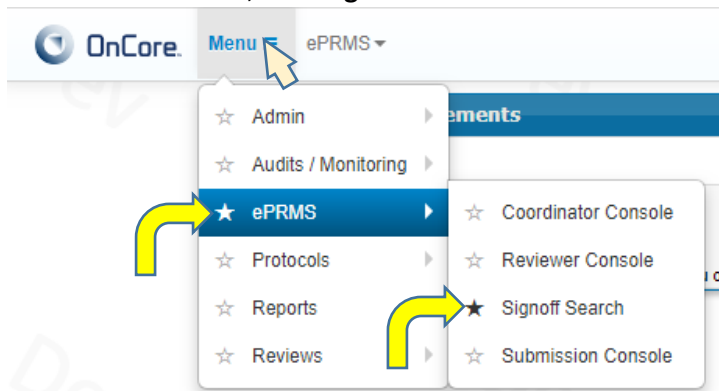 OnCore. Menu ePRMS
Admin
ements
Audits / Monitoring
ePRMS
Coordinator Console
Protocols
Reviewer Console
Reports
Signoff Search
Reviews
Submission Console
Dev